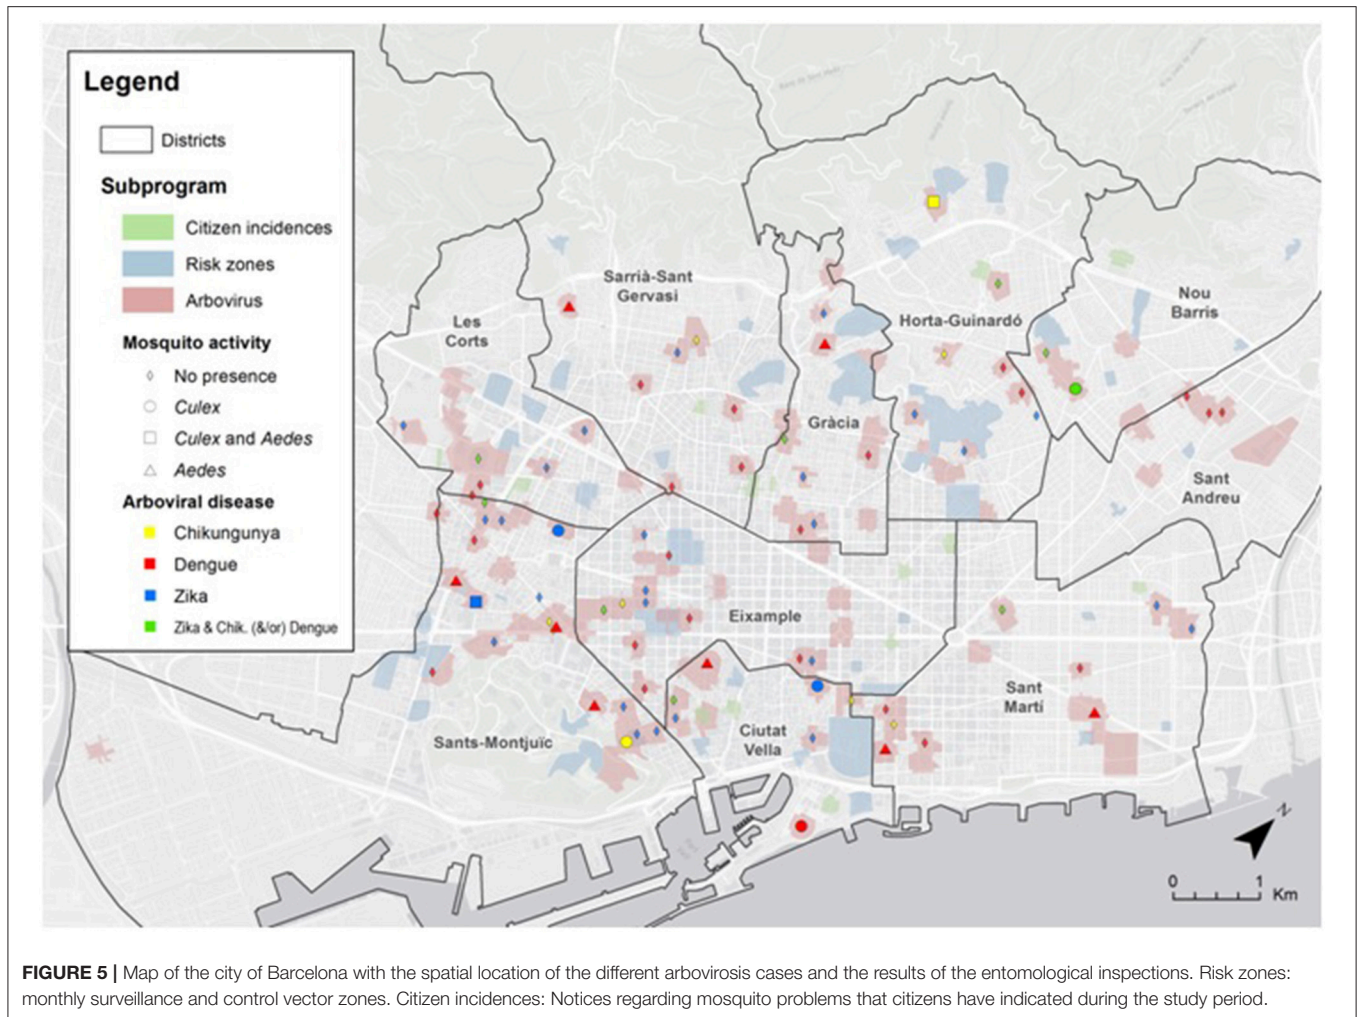 Legend
Districts
Subprogram
Citizen incidences
Risk zones
Arbovirus
Mosquito activity
No presence
Culex
Culex and Aedes
Aedes
Arboviral disease
Chikungunya
Dengue
Zika
Zika & Chik. (&/or) Dengue
Sarrià-Sant
Gervasi
Les
Corts
Nou
Barris
Horta-Guinardó
Gràcia
Sant
Andreu
Eixample
Sant
Martí
Ciutat
Vella
Sants-Montjuïc
N
0 1 Km
FIGURE 5 | Map of the city of Barcelona with the spatial location of the different arbovirosis cases and the results of the entomological inspections. Risk zones:
monthly surveillance and control vector zones. Citizen incidences: Notices regarding mosquito problems that citizens have indicated during the study period.